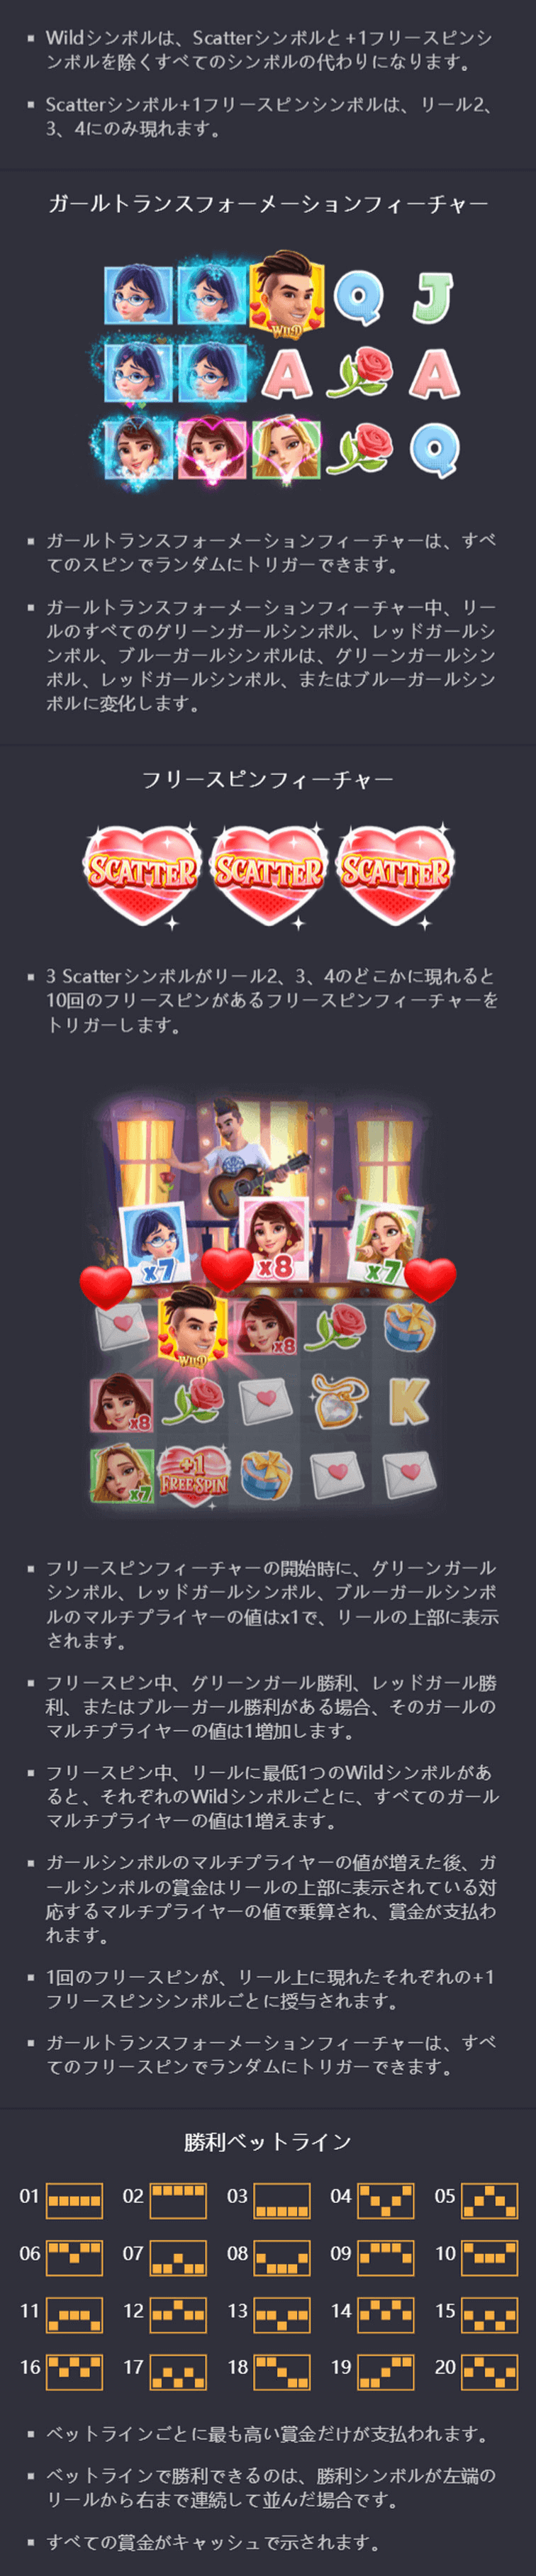 Wildシンボルは、Scatterシンボルと+1フリースピンシ
ンボルを除くすべてのシンボルの代わりになります。
Scatterシンボル+1フリースピンシンボルは、リール2、
3、4にのみ現れます。
ガールトランスフォーメーションフィーチャー
WILD
Q
J
A
A
Q
ガールトランスフォーメーションフィーチャーは、すべ
てのスピンでランダムにトリガーできます。
ガールトランスフォーメーションフィーチャー中、リー
ルのすべてのグリーンガールシンボル、レッドガールシ
ンボル、ブルーガールシンボルは、グリーンガールシン
ボル、レッドガールシンボル、またはブルーガールシン
ボルに変化します。
フリースピンフィーチャー
SCATTER SCATTER SCATTER
3 Scatterシンボルがリール2、3、4のどこかに現れると
10回のフリースピンがあるフリースピンフィーチャーを
トリガーします。
x7 x8 x7
WILD x8
x8 K
x7 +1
FREE SPIN
フリースピンフィーチャーの開始時に、グリーンガール
シンボル、レッドガールシンボル、ブルーガールシンボ
ルのマルチプライヤーの値はx1で、リールの上部に表示
されます。
フリースピン中、グリーンガール勝利、レッドガール勝
利、またはブルーガール勝利がある場合、そのガールの
マルチプライヤーの値は1増加します。
フリースピン中、リールに最低1つのWildシンボルがあ
ると、それぞれのWildシンボルごとに、すべてのガール
マルチプライヤーの値は1増えます。
ガールシンボルのマルチプライヤーの値が増えた後、ガ
ールシンボルの賞金はリールの上部に表示されている対
応するマルチプライヤーの値で乗算され、賞金が支払わ
れます。
1回のフリースピンが、リール上に現れたそれぞれの+1
フリースピンシンボルごとに授与されます。
ガールトランスフォーメーションフィーチャーは、すべ
てのフリースピンでランダムにトリガーできます。
勝利ベットライン
01 02 03 04 05
06 07 08 09 10
11 12 13 14 15
16 17 18 19 20
ベットラインごとに最も高い賞金だけが支払われます。
ベットラインで勝利できるのは、勝利シンボルが左端の
リールから右まで連続して並んだ場合です。
すべての賞金がキャッシュで示されます。